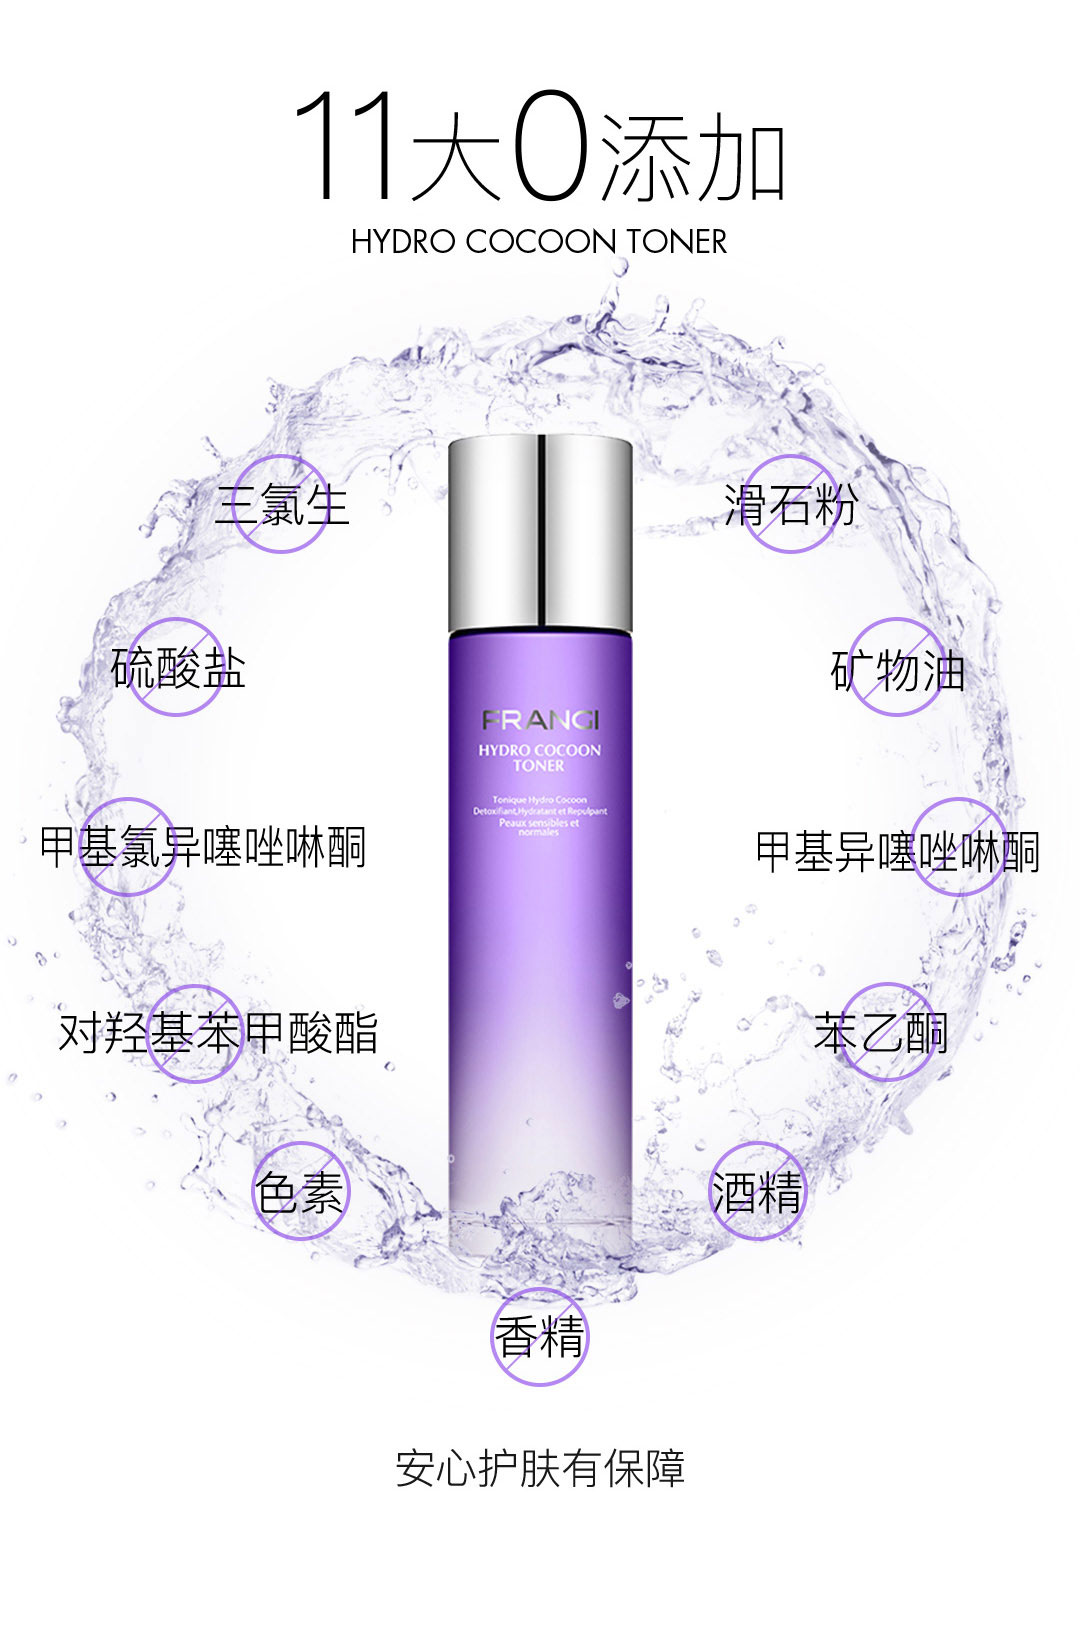 11大0添加
HYDRO COCOON TONER
三氯生
滑石粉
硫酸盐
矿物油
FRANGI
HYDRO COCOON
TONER
Tonique Hydro Cocoon
Detoxifiant,Hydratant et Repulpant
Peaux sensibles et
normales
甲基氯异噻唑啉酮
甲基异噻唑啉酮
对羟基苯甲酸酯
苯乙酮
色素
酒精
香精
安心护肤有保障